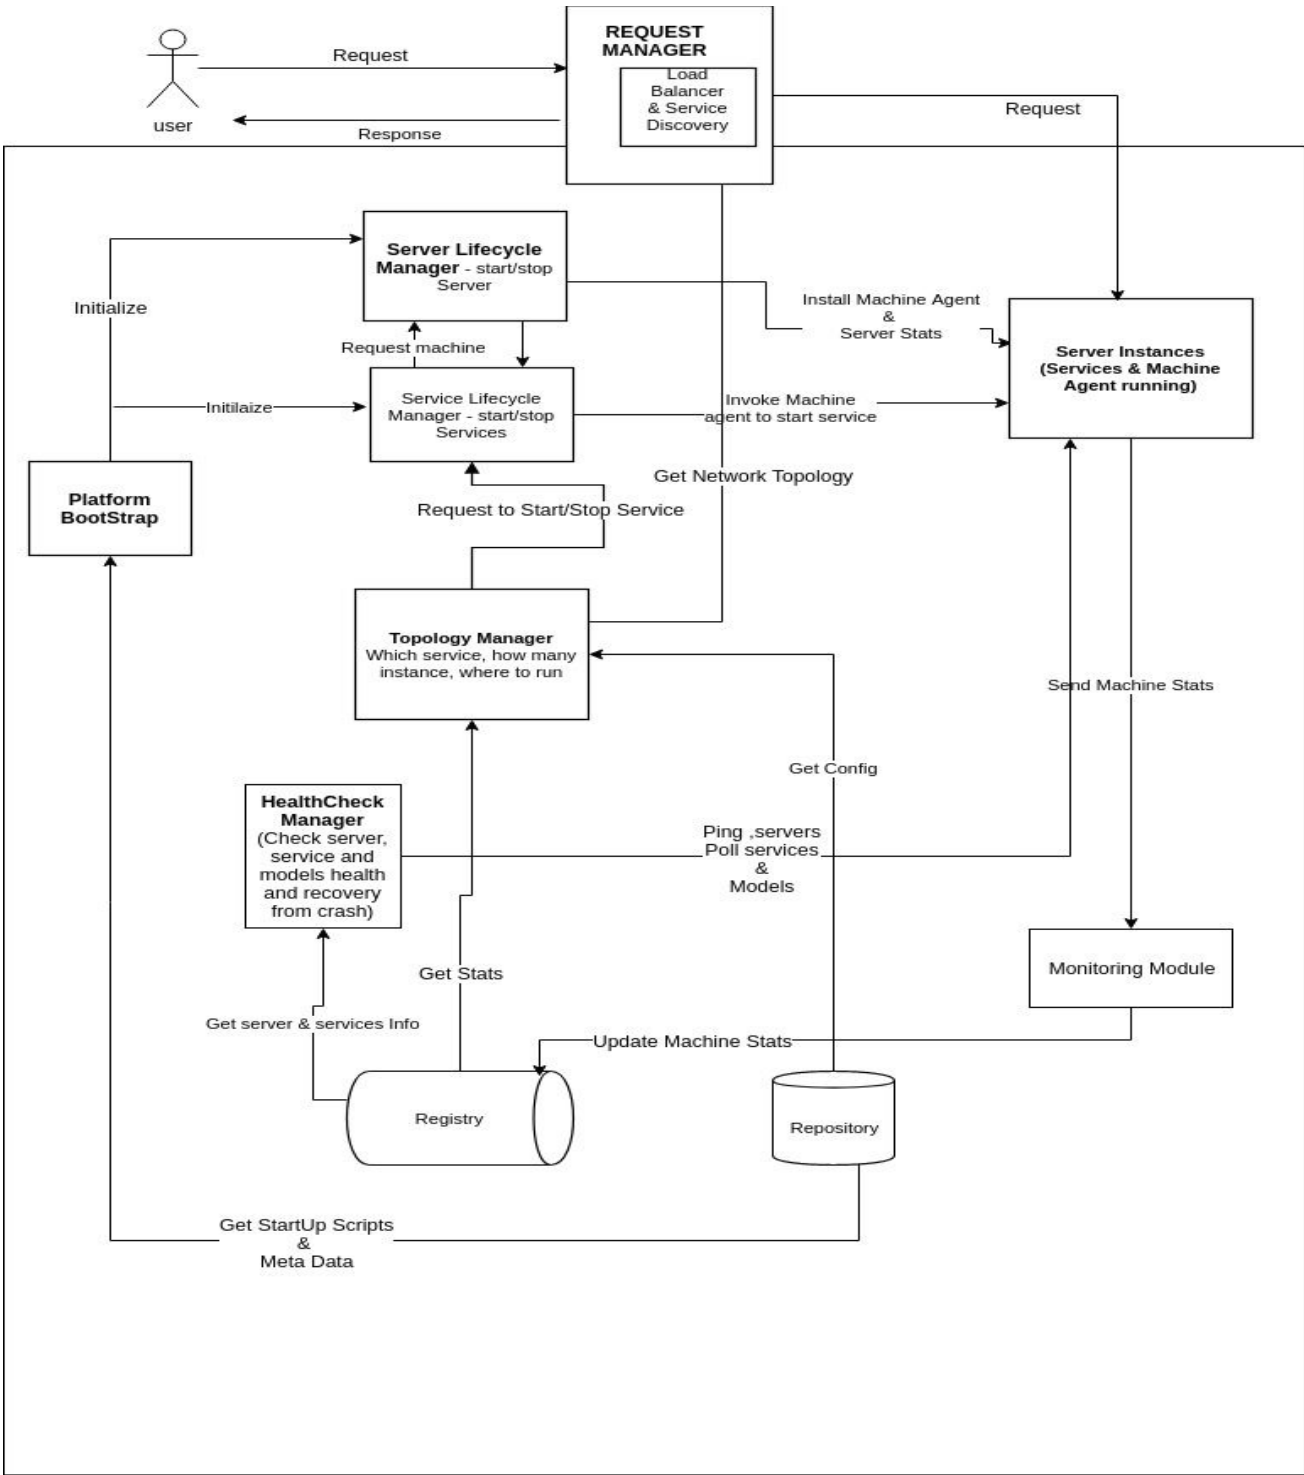 REQUEST
MANAGER
Load
Balancer
& Service
Discovery
Request
user
Response
Request
Server Lifecycle
Manager - start/stop
Server
Initialize
Install Machine Agent
&
Server Stats
Request machine
Server Instances
(Services & Machine
Agent running)
Service Lifecycle
Manager - start/stop
Services
Initilaize
Invoke Machine
agent to start service
Get Network Topology
Platform
BootStrap
Request to Start/Stop Service
Topology Manager
Which service, how many
instance, where to run
Send Machine Stats
Get Config
HealthCheck
Manager
(Check server,
service and
models health
and recovery
from crash)
Ping ,servers
Poll services
&
Models
Get Stats
Monitoring Module
Get server & services Info
Update Machine Stats
Registry
Repository
Get StartUp Scripts
&
Meta Data